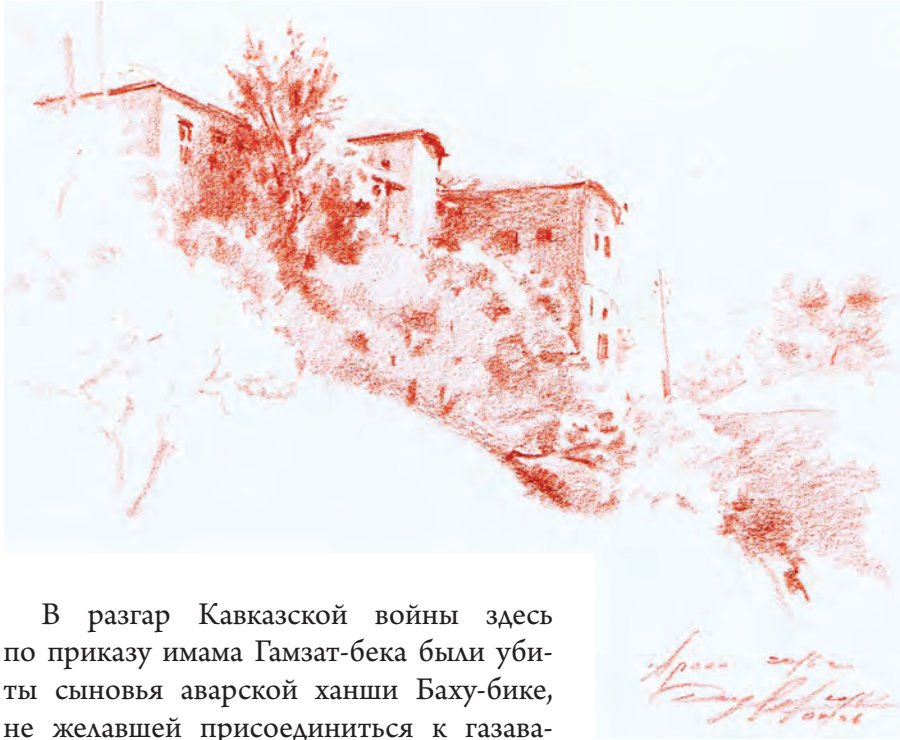 В разгар Кавказской войны здесь
по приказу имама Гамзат-бека были уби-
ты сыновья аварской ханши Баху-бике,
не желавшей присоединиться к газава-